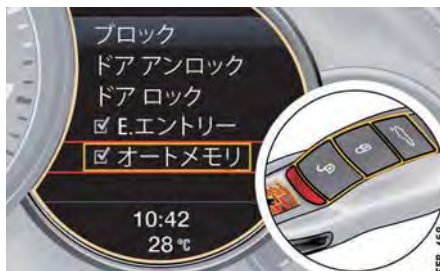 ブロック
ドア アンロック
ドア ロック
☑ E.エントリー
☑ オートメモリ
10:42
28 °C